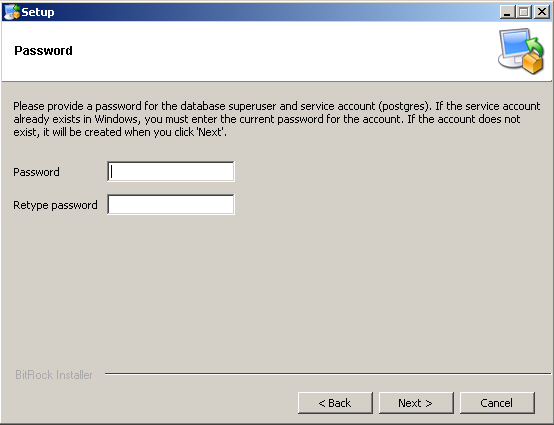 Setup
Password
Please provide a password for the database superuser and service account (postgres). If the service account
already exists in Windows, you must enter the current password for the account. If the account does not
exist, it will be created when you click 'Next'.
Password
Retype password
BitRock Installer
< Back
Next >
Cancel